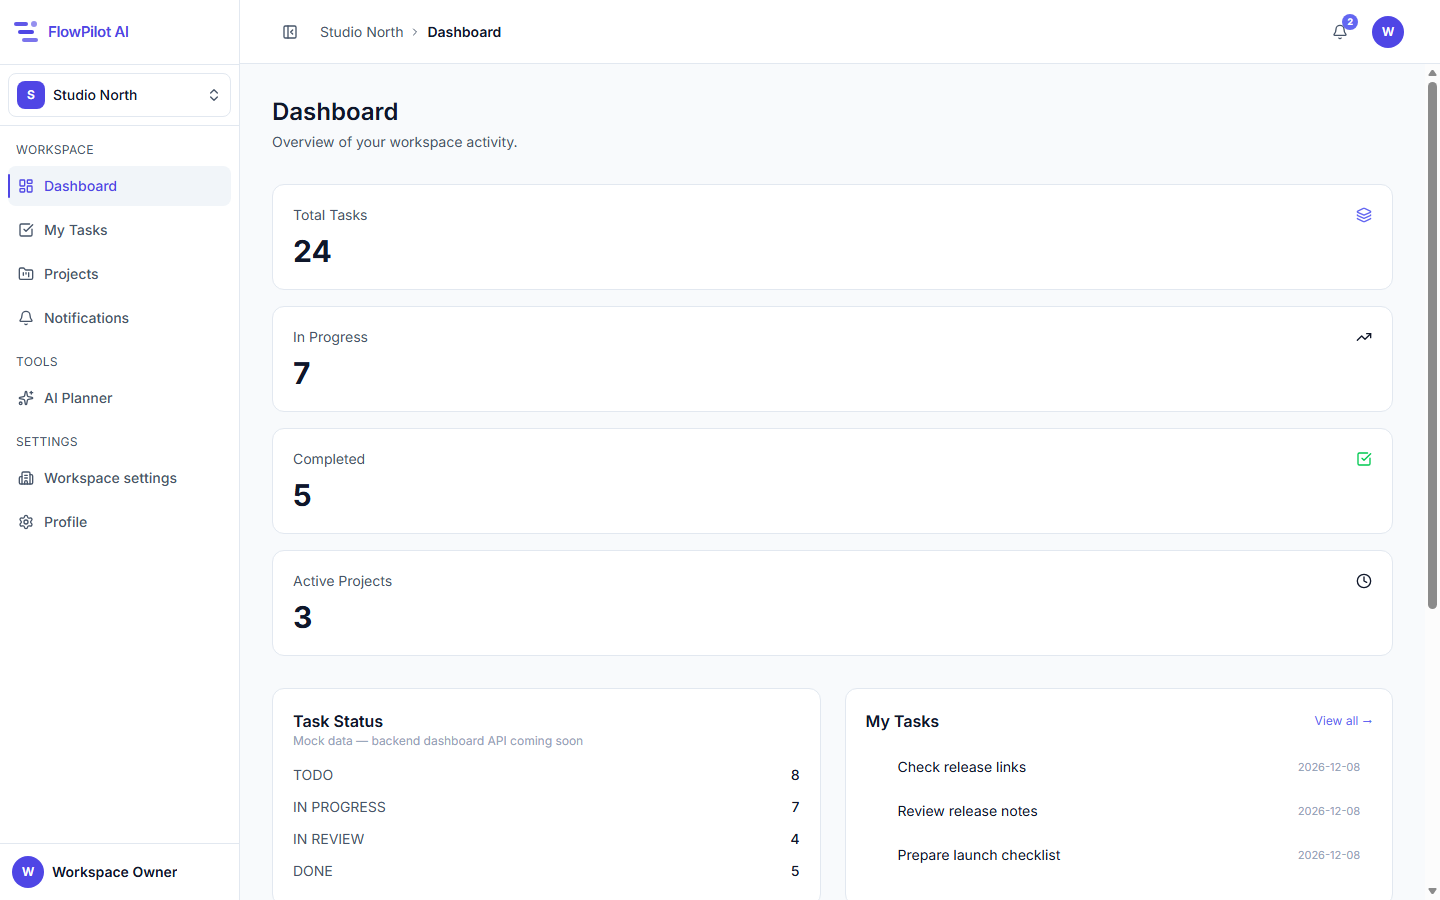 FlowPilot AI
S
Studio North
WORKSPACE
Dashboard
My Tasks
Projects
Notifications
TOOLS
AI Planner
SETTINGS
Workspace settings
Profile
W
Workspace Owner
Studio North › Dashboard
2
W
Dashboard
Overview of your workspace activity.
Total Tasks
24
In Progress
7
Completed
5
Active Projects
3
Task Status
Mock data — backend dashboard API coming soon
TODO 8
IN PROGRESS 7
IN REVIEW 4
DONE 5
My Tasks View all →
Check release links 2026-12-08
Review release notes 2026-12-08
Prepare launch checklist 2026-12-08